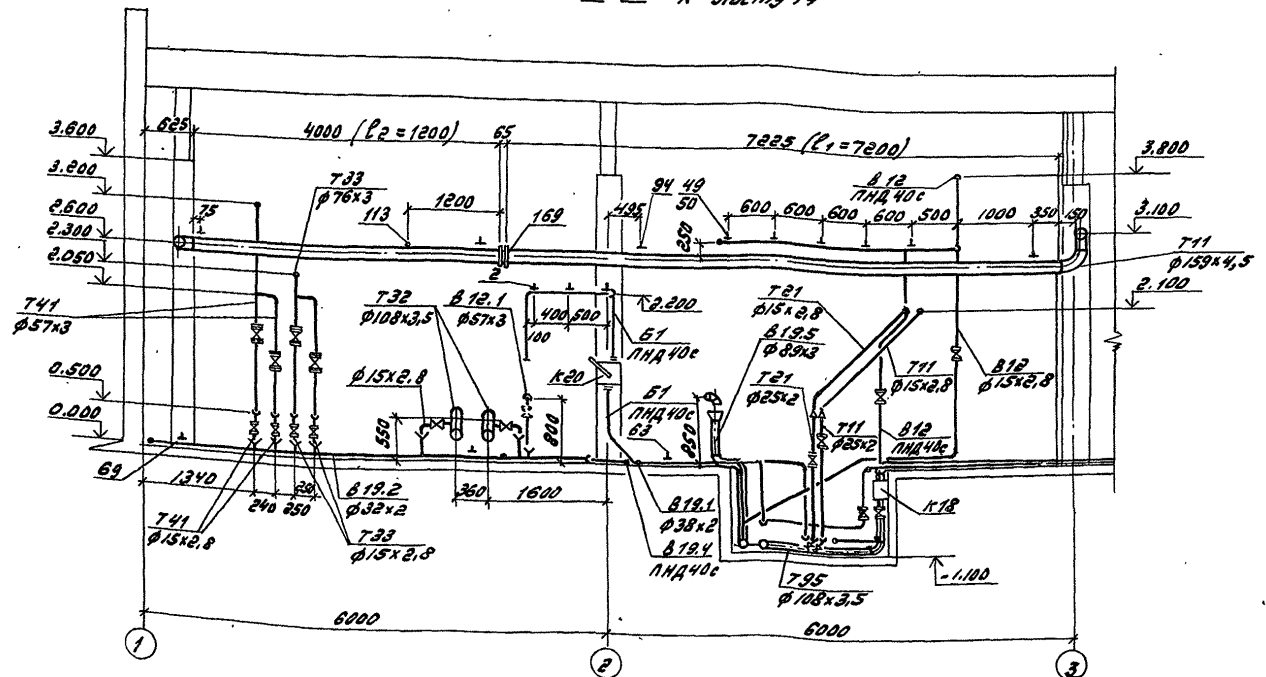 к листу 14
3.600
3.200
2.600
2.300
2.050
0.500
0.000
625
4000 (ℓ2=1200)
65
7225 (ℓ1=7200)
75
Т33
ф76х3
113
1200
169
495
94 49
50
600
600
600
600
500
1000
350
150
250
В12
ПНД 40с
3.800
3.100
Т11
ф159х4,5
2.100
Т41
ф57х3
Т32
ф108х3,5
В12.1
ф57х3
2
400
500
100
2.200
Б1
ПНД 40с
К20
Т21
ф15х2,8
В19.5
ф89х3
Т21
ф25х2
Т11
ф15х2,8
В12
ф15х2,8
ф15х2,8
550
800
Б1
ПНД 40с
63
850
Т11
ф25х2
В12
ПНД 40с
69
1340
240
250
250
В19.2
ф32х2
360
1600
В19.1
ф38х2
К18
Т41
ф15х2,8
Т33
ф15х2,8
В19.4
ПНД 40с
Т95
ф108х3,5
-1.100
6000
6000
1
2
3